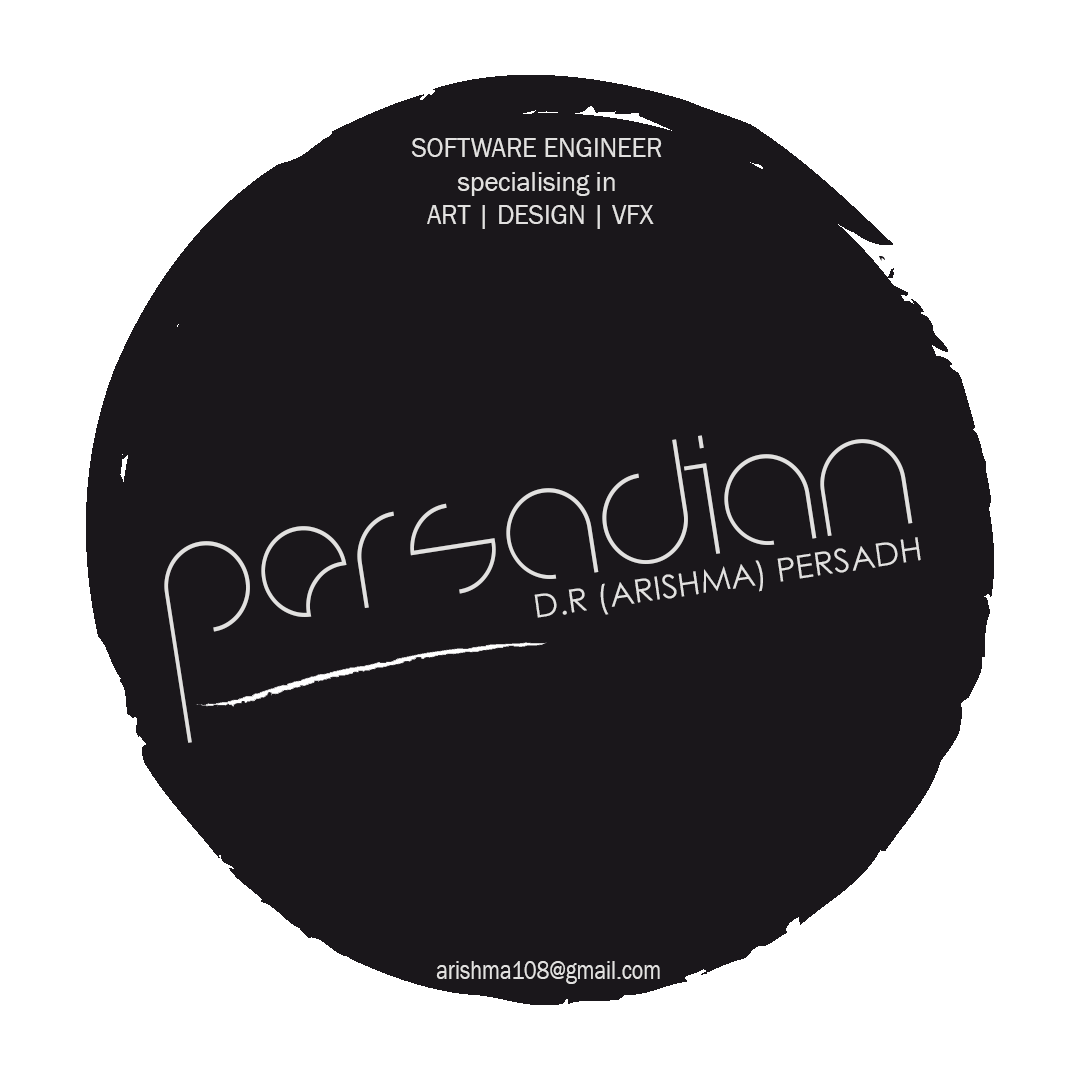 SOFTWARE ENGINEER
specialising in
ART | DESIGN | VFX
persadian
D.R (ARISHMA) PERSADH
arishma108@gmail.com